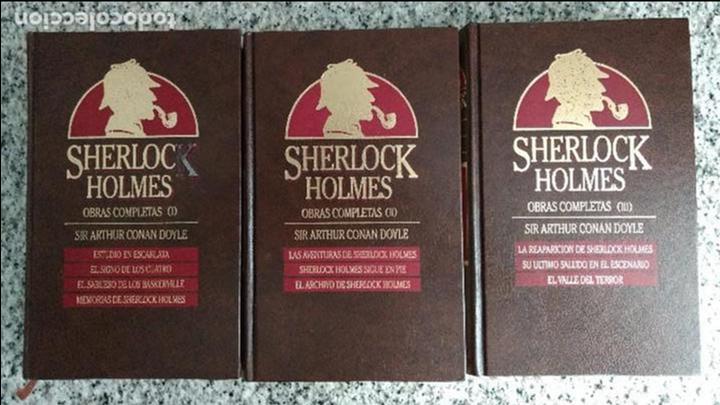 todocoleccion
SHERLOCK
HOLMES
OBRAS COMPLETAS (I)
SIR ARTHUR CONAN DOYLE
ESTUDIO EN ESCARLATA
EL SIGNO DE LOS CUATRO
EL SABUESO DE LOS BASKERVILLE
MEMORIAS DE SHERLOCK HOLMES
SHERLOCK
HOLMES
OBRAS COMPLETAS (II)
SIR ARTHUR CONAN DOYLE
LAS AVENTURAS DE SHERLOCK HOLMES
SHERLOCK HOLMES SIGUE EN PIE
EL ARCHIVO DE SHERLOCK HOLMES
SHERLOCK
HOLMES
OBRAS COMPLETAS (III)
SIR ARTHUR CONAN DOYLE
LA REAPARICION DE SHERLOCK HOLMES
SU ULTIMO SALUDO EN EL ESCENARIO
EL VALLE DEL TERROR